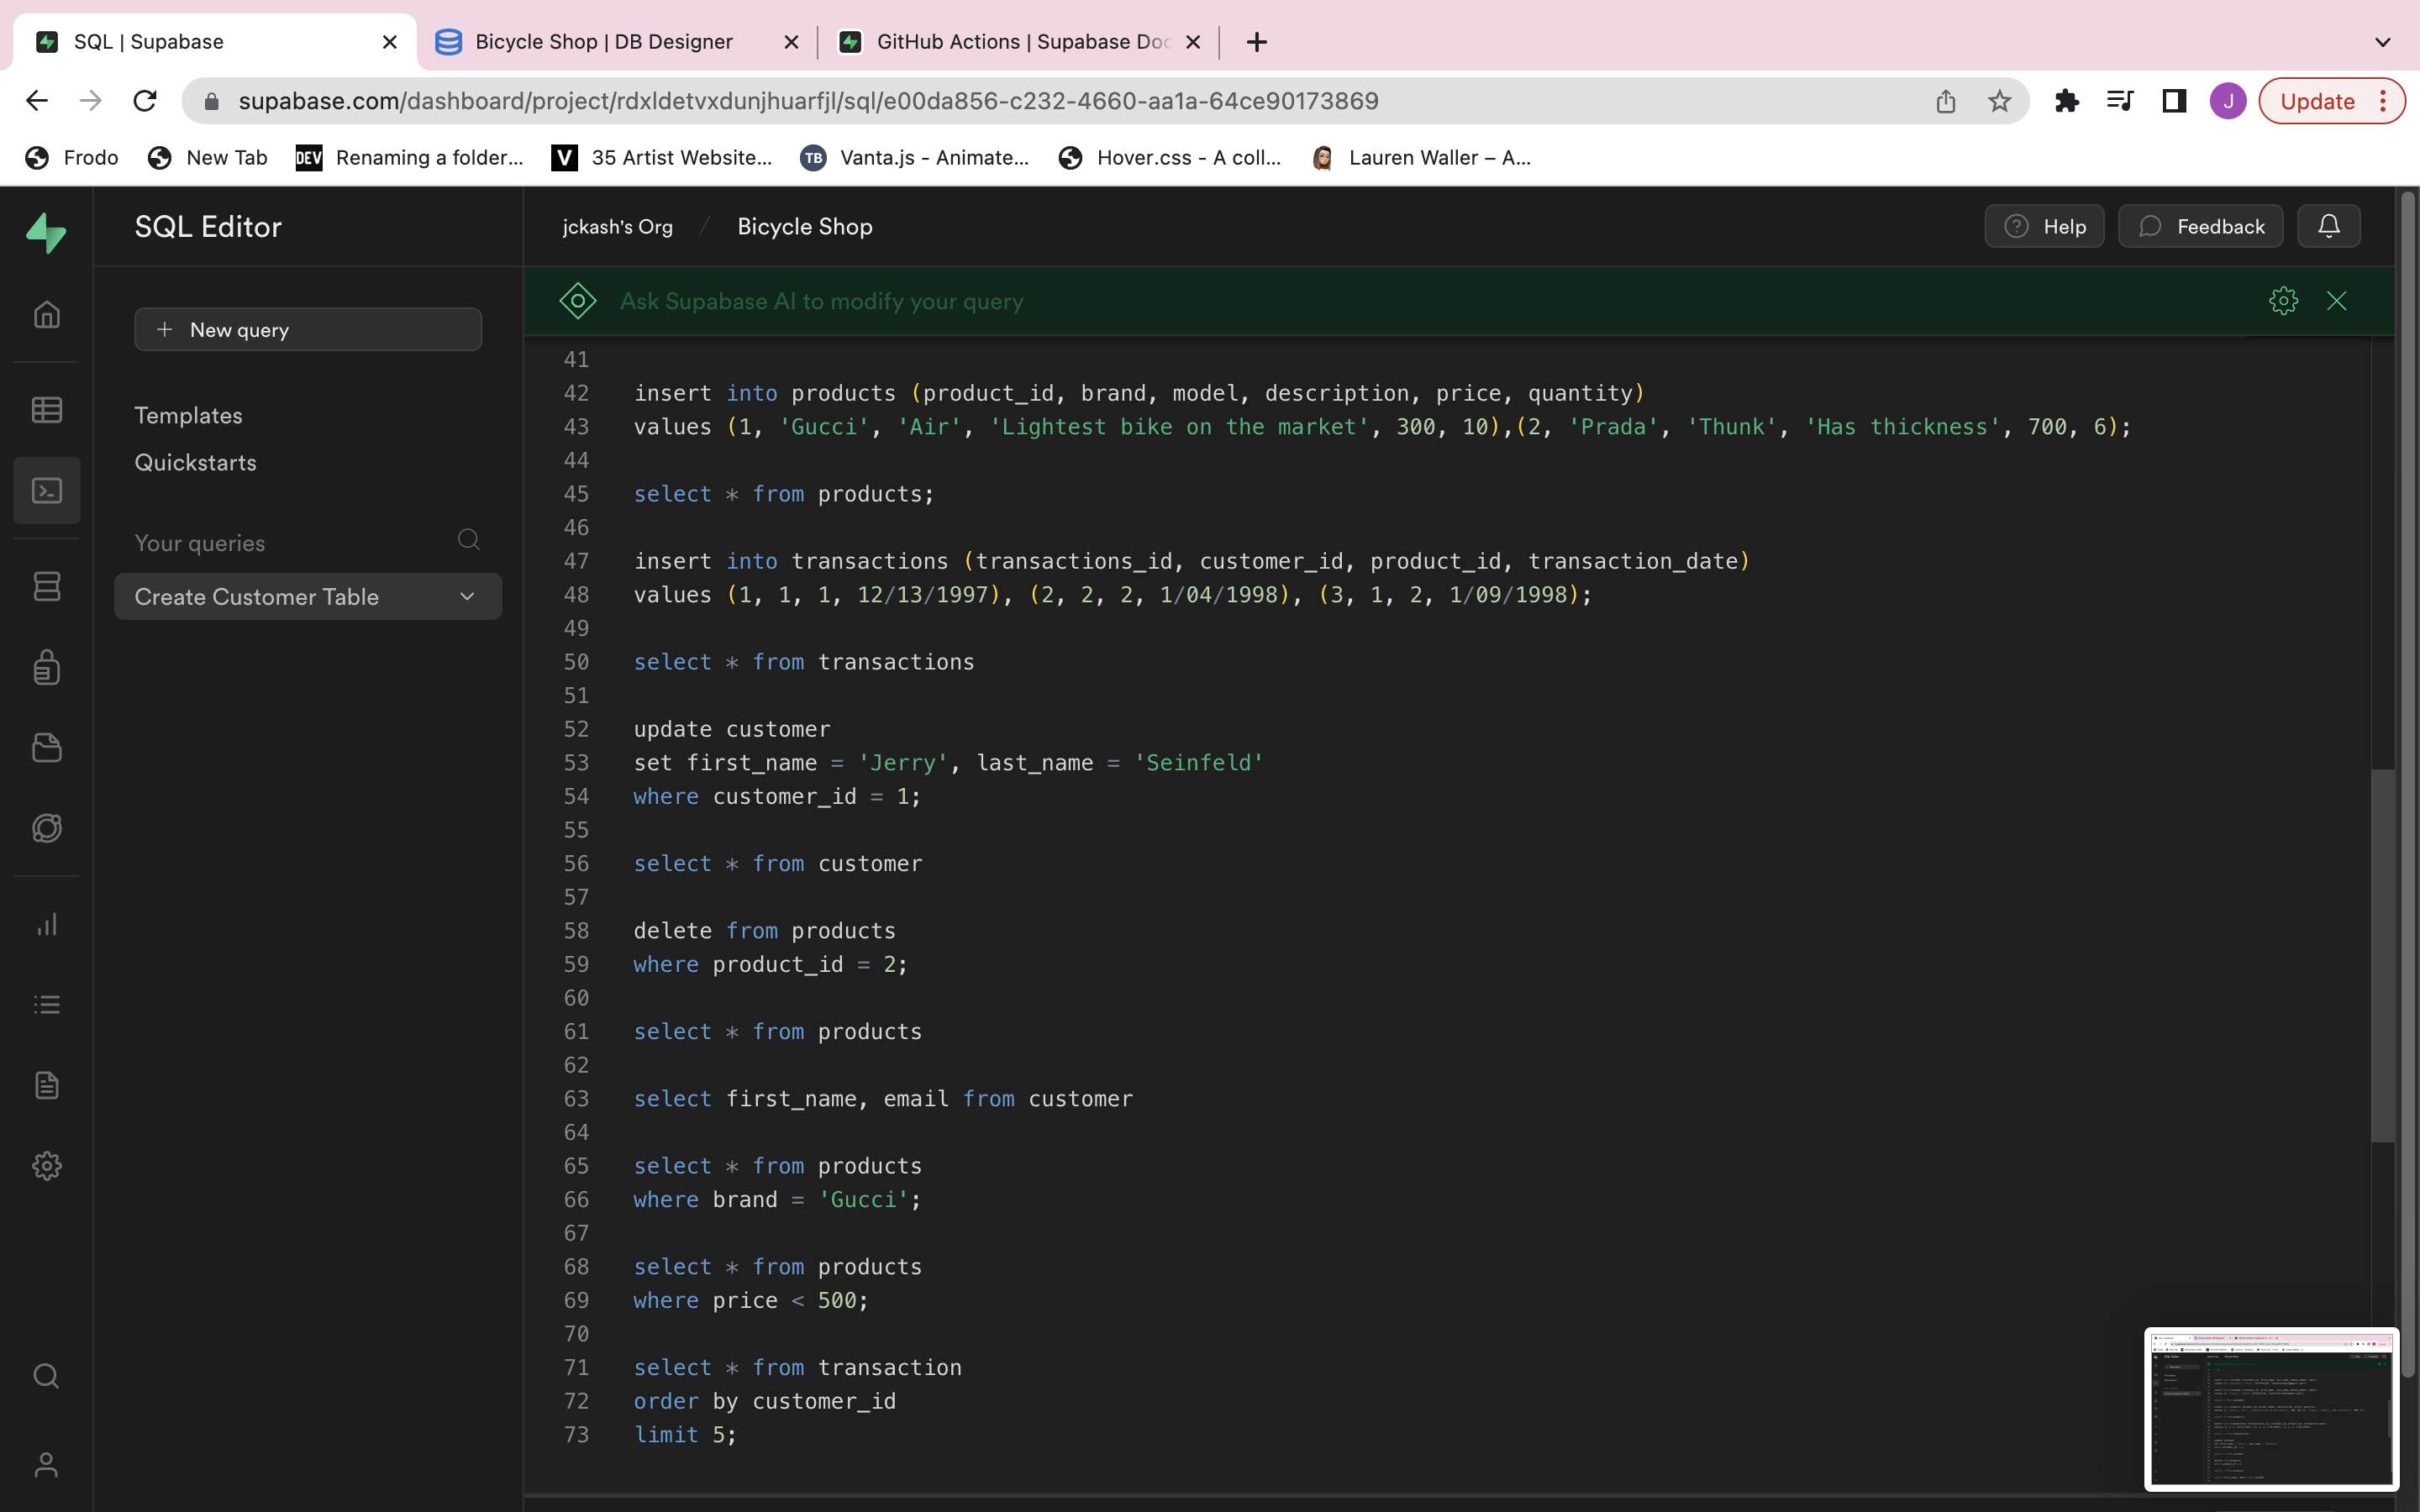 SQL | Supabase
Bicycle Shop | DB Designer
GitHub Actions | Supabase Doc
supabase.com/dashboard/project/rdxldetvxdunjhuarfjl/sql/e00da856-c232-4660-aa1a-64ce90173869
J
Update
Frodo
New Tab
DEV Renaming a folder...
V 35 Artist Website...
TB Vanta.js - Animate...
Hover.css - A coll...
Lauren Waller – A...
SQL Editor
jckash's Org / Bicycle Shop
? Help
Feedback
Ask Supabase AI to modify your query
+ New query
Templates
Quickstarts
Your queries
Create Customer Table
41
42 insert into products (product_id, brand, model, description, price, quantity)
43 values (1, 'Gucci', 'Air', 'Lightest bike on the market', 300, 10),(2, 'Prada', 'Thunk', 'Has thickness', 700, 6);
44
45 select * from products;
46
47 insert into transactions (transactions_id, customer_id, product_id, transaction_date)
48 values (1, 1, 1, 12/13/1997), (2, 2, 2, 1/04/1998), (3, 1, 2, 1/09/1998);
49
50 select * from transactions
51
52 update customer
53 set first_name = 'Jerry', last_name = 'Seinfeld'
54 where customer_id = 1;
55
56 select * from customer
57
58 delete from products
59 where product_id = 2;
60
61 select * from products
62
63 select first_name, email from customer
64
65 select * from products
66 where brand = 'Gucci';
67
68 select * from products
69 where price < 500;
70
71 select * from transaction
72 order by customer_id
73 limit 5;